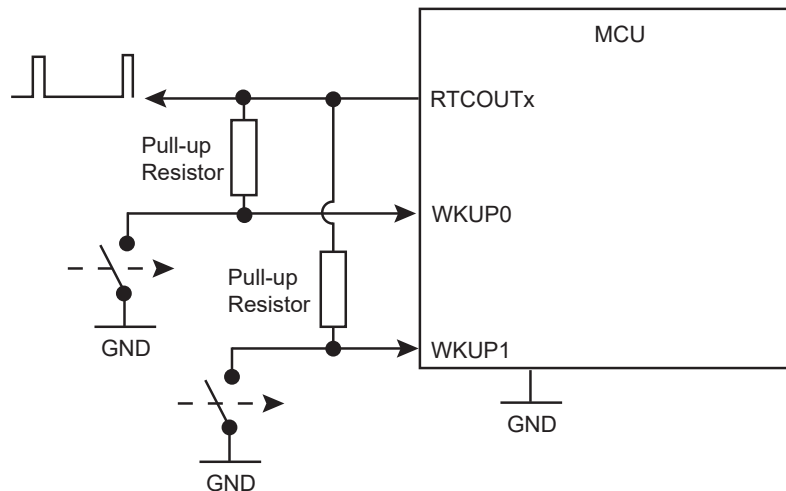 MCU
RTCOUTx
Pull-up
Resistor
WKUP0
Pull-up
Resistor
GND
WKUP1
GND
GND